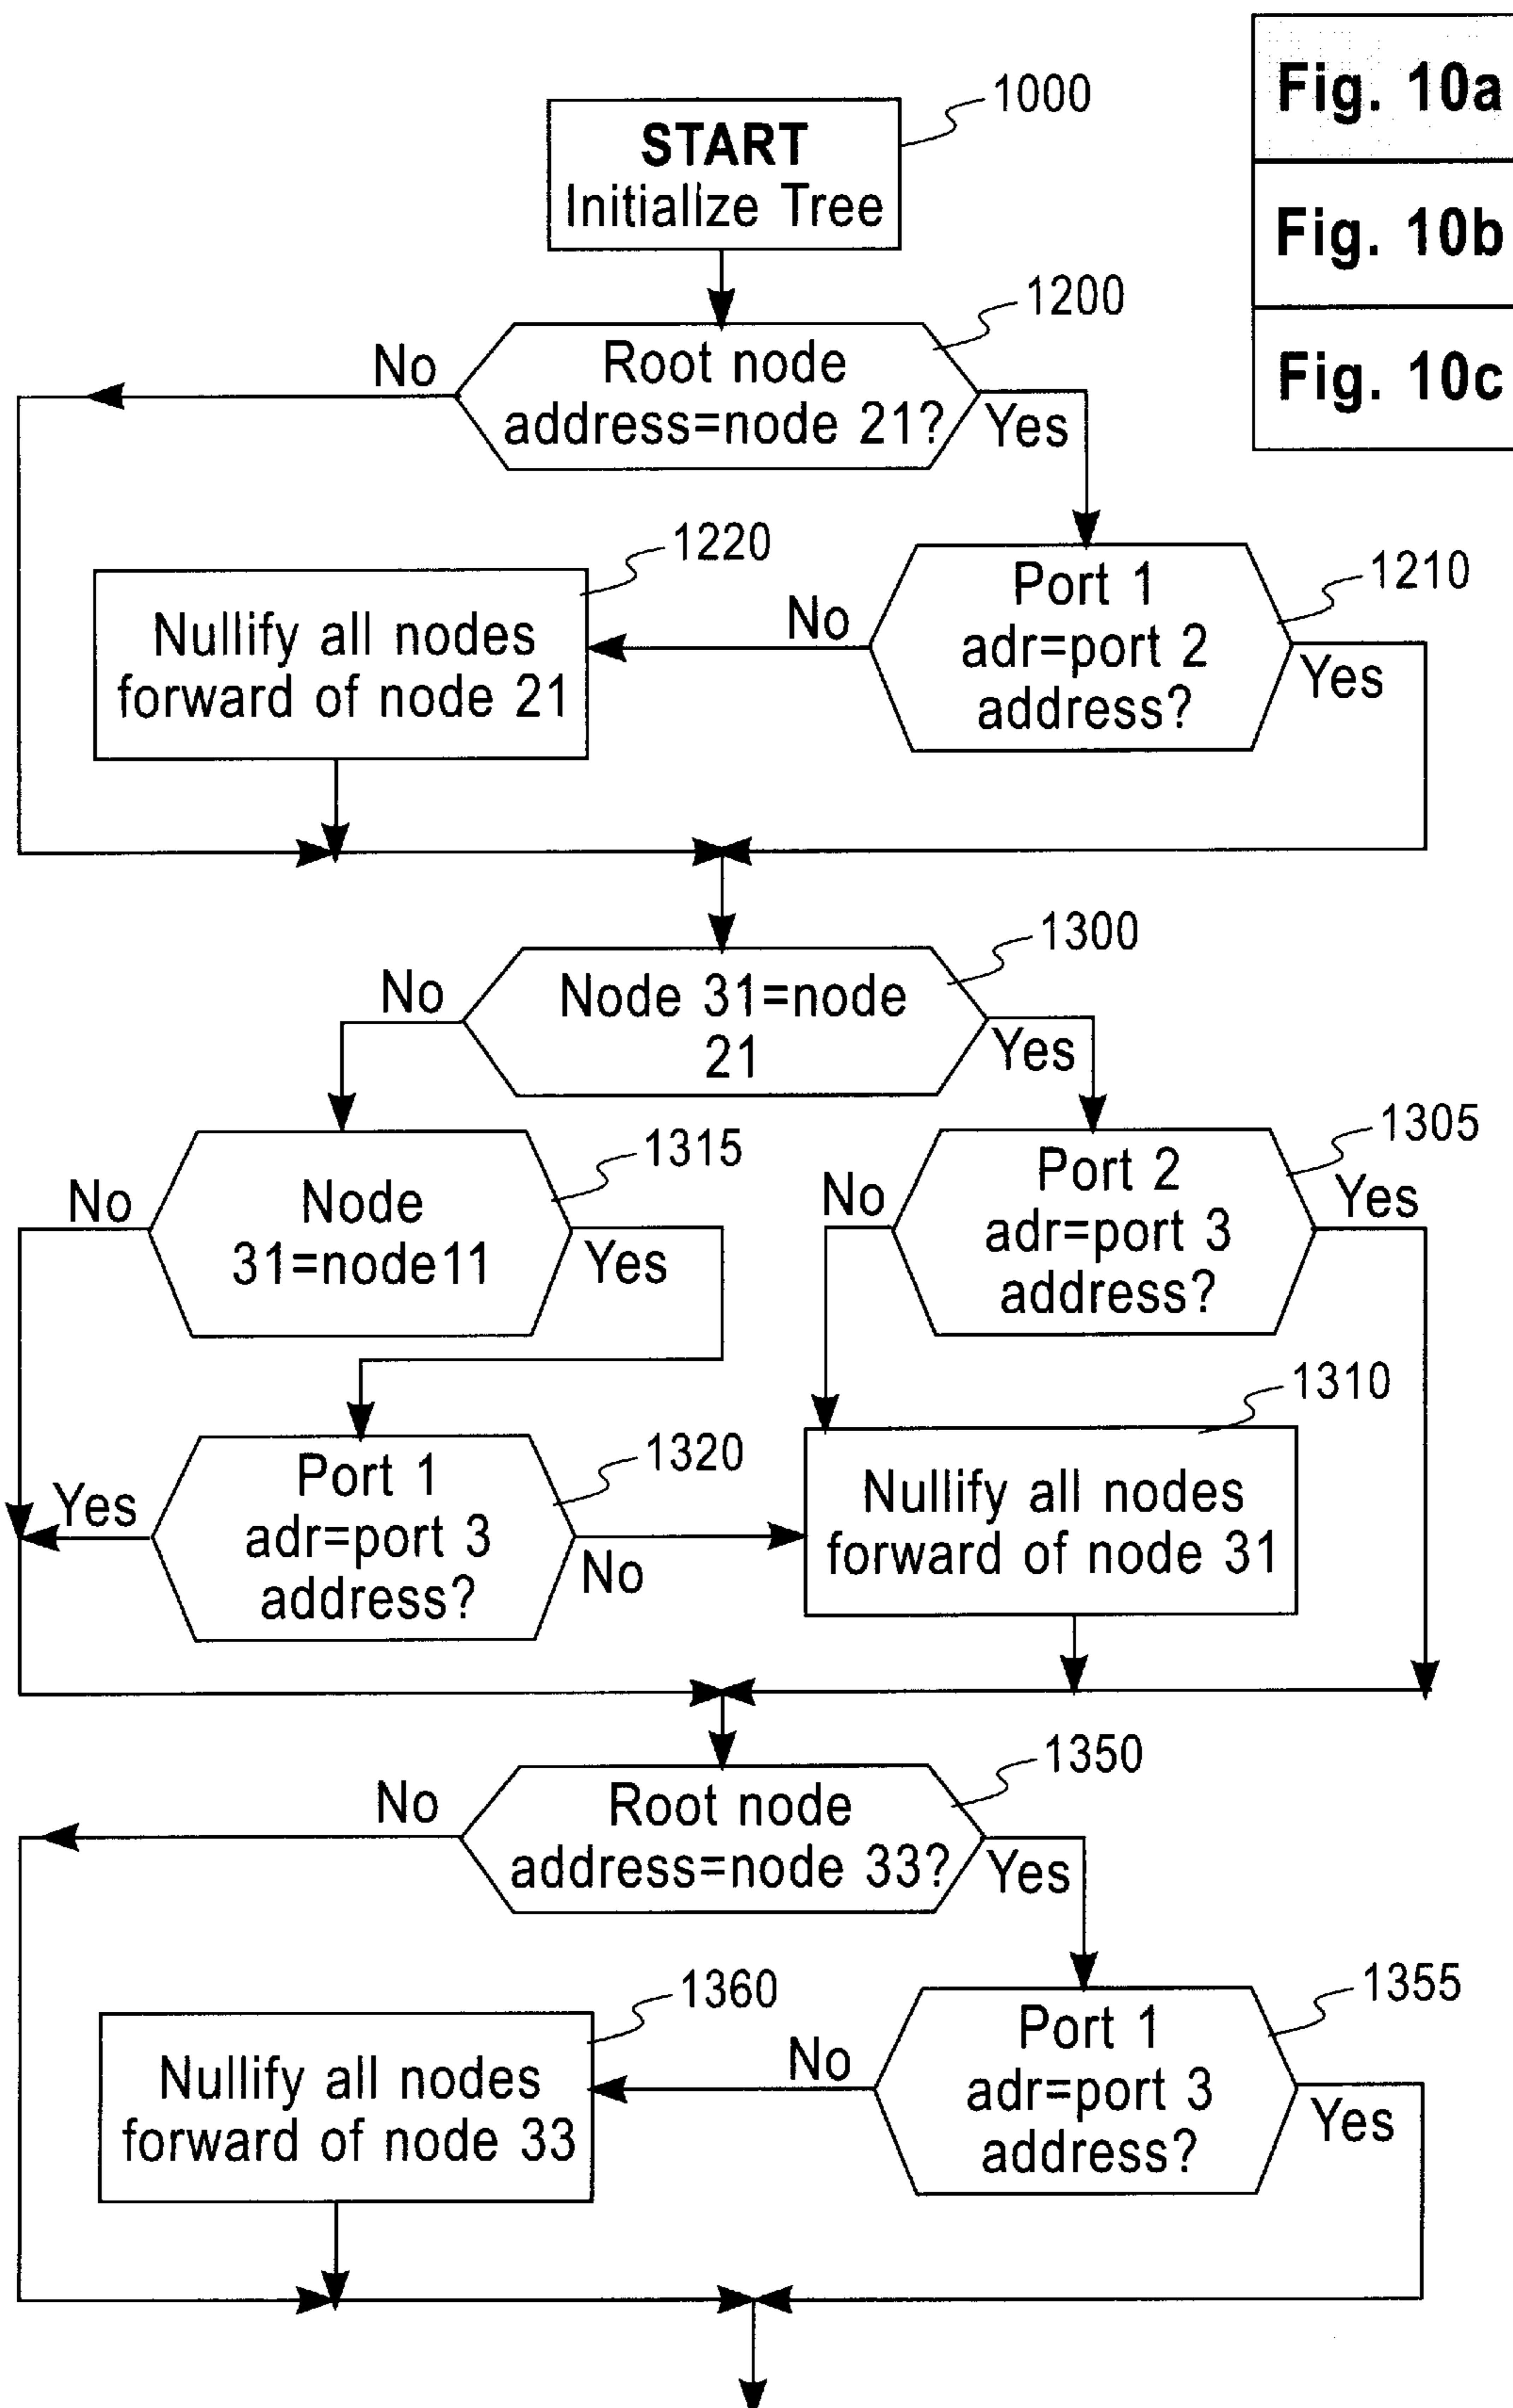 Fig. 10a
Fig. 10b
Fig. 10c
1000
START
Initialize Tree
1200
No
Root node
address=node 21?
Yes
1220
1210
Nullify all nodes
forward of node 21
No
Port 1
adr=port 2
address?
Yes
1300
No
Node 31=node
21
Yes
1315
1305
No
Node
31=node11
Yes
No
Port 2
adr=port 3
address?
Yes
1310
1320
Yes
Port 1
adr=port 3
address?
No
Nullify all nodes
forward of node 31
1350
No
Root node
address=node 33?
Yes
1360
1355
Nullify all nodes
forward of node 33
No
Port 1
adr=port 3
address?
Yes